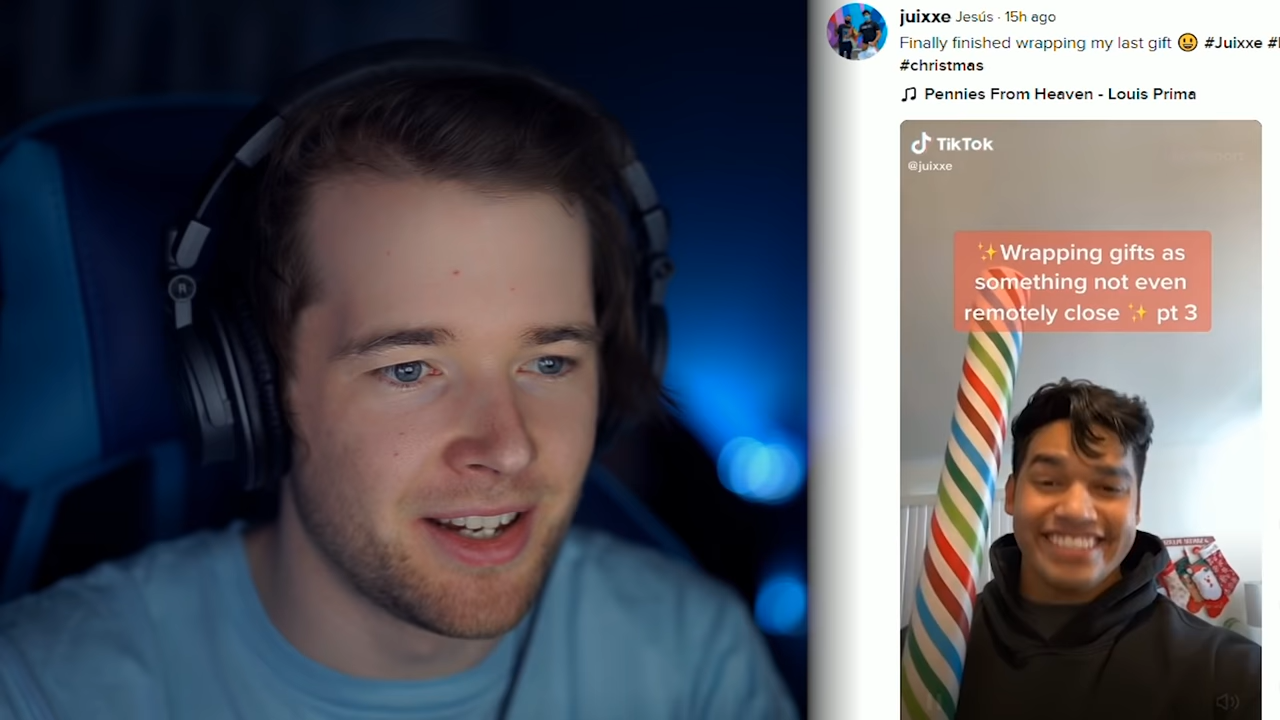 juixxe Jesús · 15h ago
Finally finished wrapping my last gift 😃 #Juixxe
#christmas
♫ Pennies From Heaven - Louis Prima
TikTok
@juixxe
✨Wrapping gifts as
something not even
remotely close ✨ pt 3
R